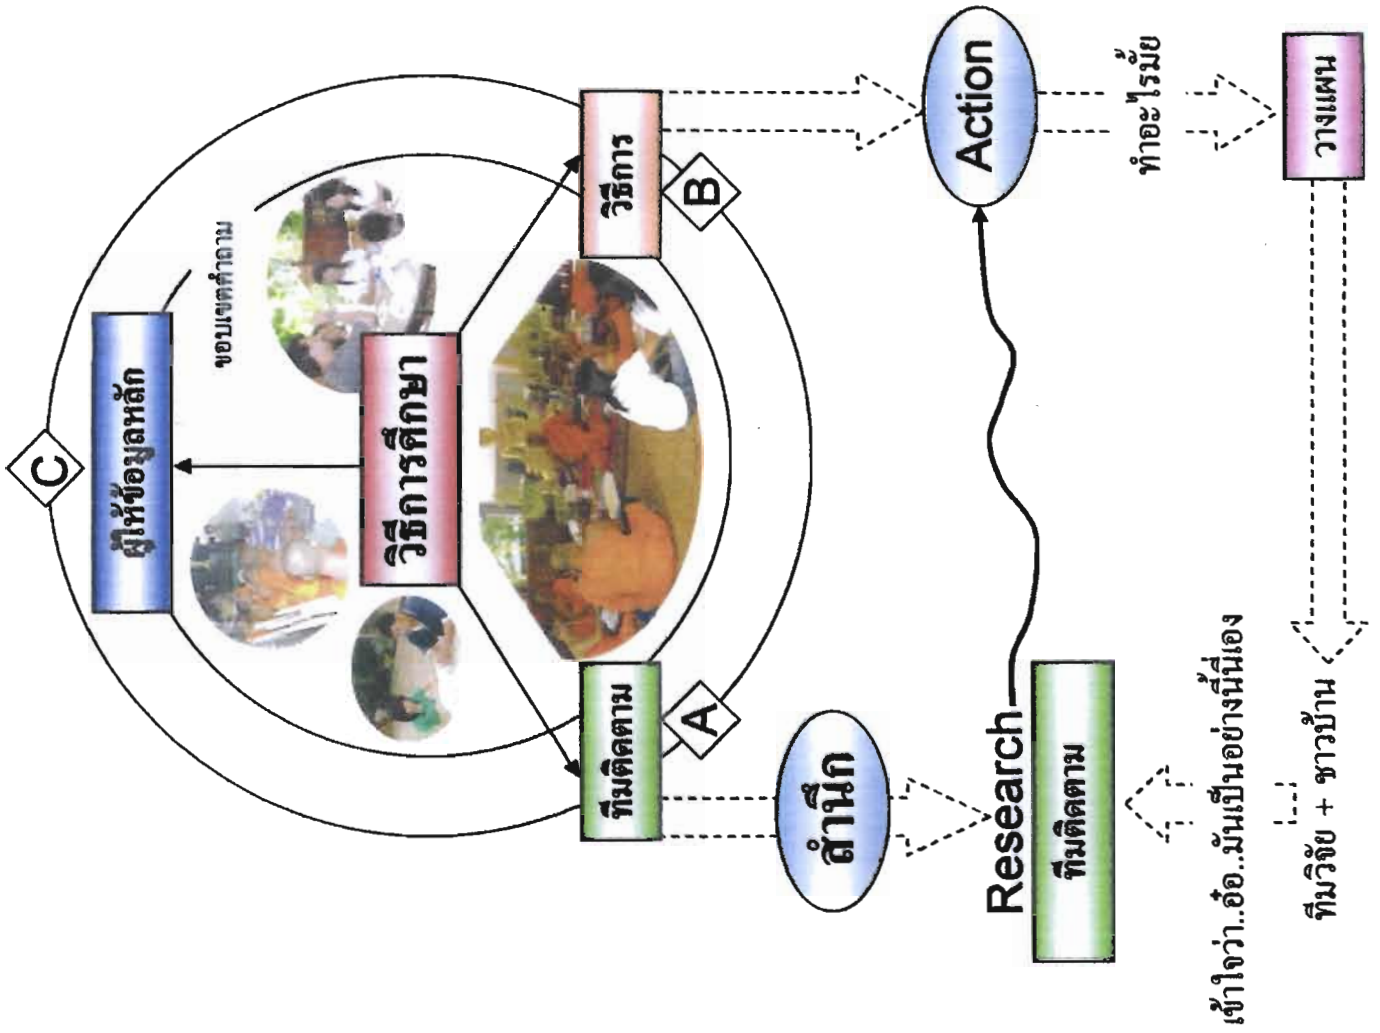 C
ผู้ให้ข้อมูลหลัก
ขอบเขตคำถาม
วิธีการศึกษา
ทีมติดตาม
วิธีการ
A
B
สำนึก
Research
Action
ทีมติดตาม
ทำอะไรมั้ย
วางแผน
เข้าใจว่า..อ๋อ..มันเป็นอย่างนี้นี่เอง
ทีมวิจัย + ชาวบ้าน